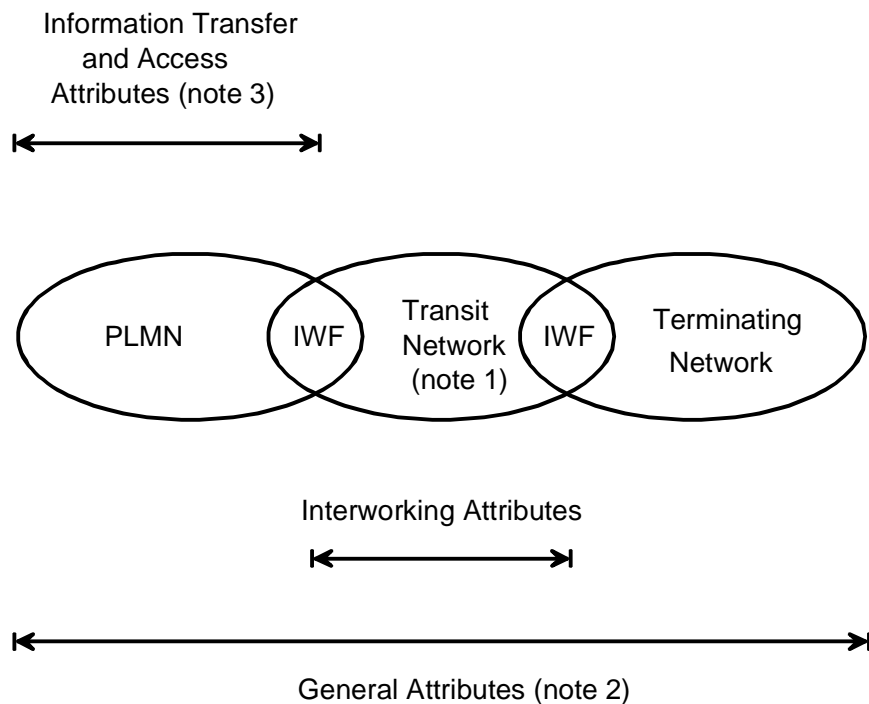 Information Transfer
and Access
Attributes (note 3)
PLMN
IWF
Transit
Network
(note 1)
IWF
Terminating
Network
Interworking Attributes
General Attributes (note 2)